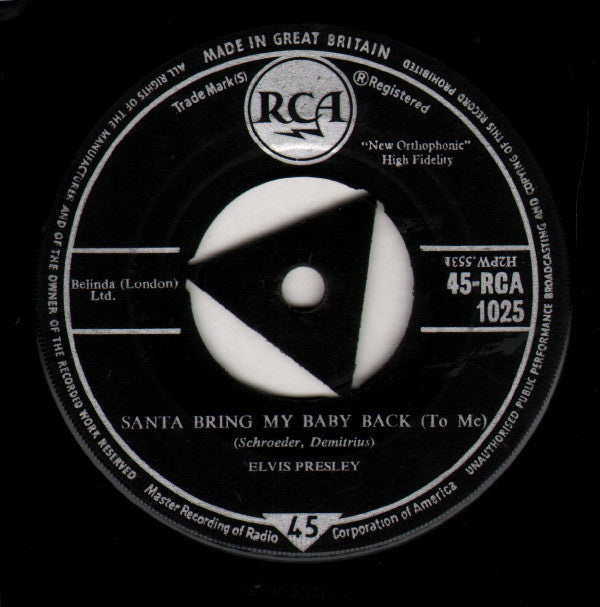 MADE IN GREAT BRITAIN
ALL RIGHTS OF THE MANUFACTURER AND OF THE OWNER OF THE RECORDED WORK RESERVED
UNAUTHORISED PUBLIC PERFORMANCE BROADCASTING AND COPYING OF THIS RECORD PROHIBITED
Trade Mark(S)
RCA
®Registered
"New Orthophonic"
High Fidelity
Belinda (London)
Ltd.
H2PW.5531
45-RCA
1025
SANTA BRING MY BABY BACK (To Me)
(Schroeder, Demitrius)
ELVIS PRESLEY
Master Recording of Radio
45
Corporation of America